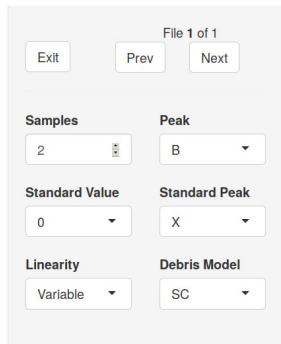 File 1 of 1
Exit Prev Next
Samples Peak
2 B
Standard Value Standard Peak
0 X
Linearity Debris Model
Variable SC